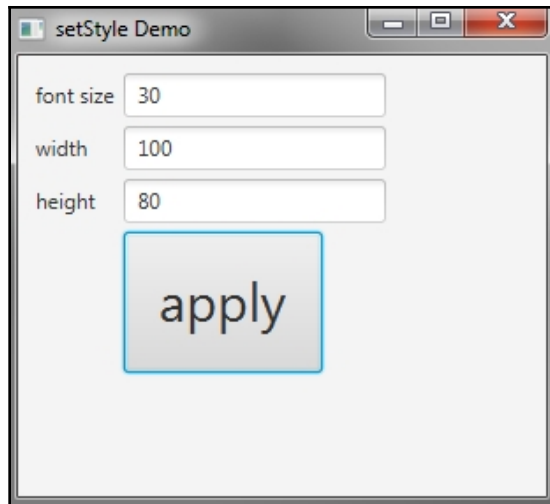 setStyle Demo
font size 30
width 100
height 80
apply